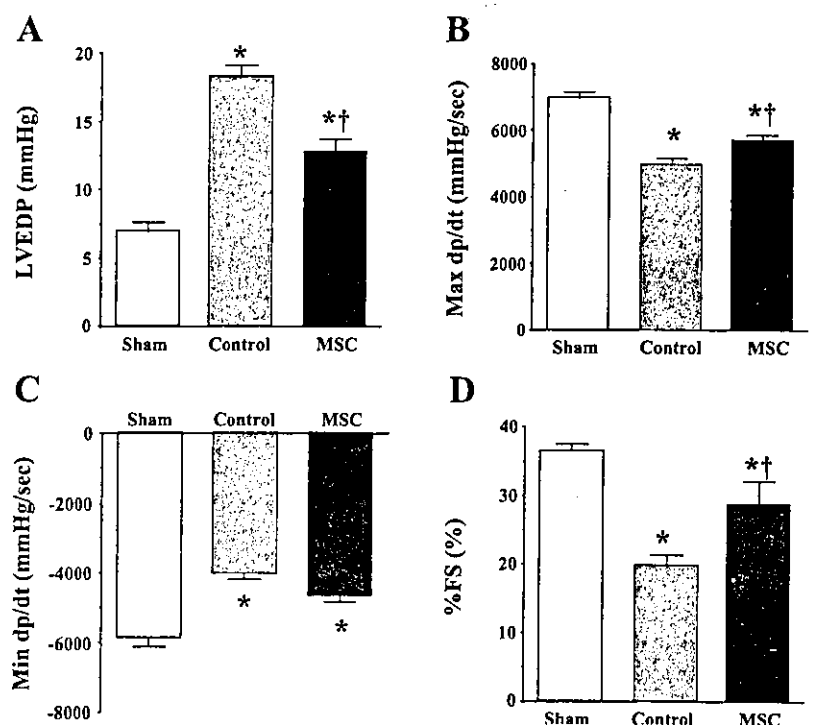 A
LVEDP (mmHg)
20
15
10
5
0
*
*†
Sham Control MSC
B
Max dp/dt (mmHg/sec)
8000
6000
4000
2000
0
*
*†
Sham Control MSC
C
Min dp/dt (mmHg/sec)
Sham Control MSC
0
-2000
-4000
-6000
-8000
*
*
D
%FS (%)
40
30
20
10
0
*
*†
Sham Control MSC